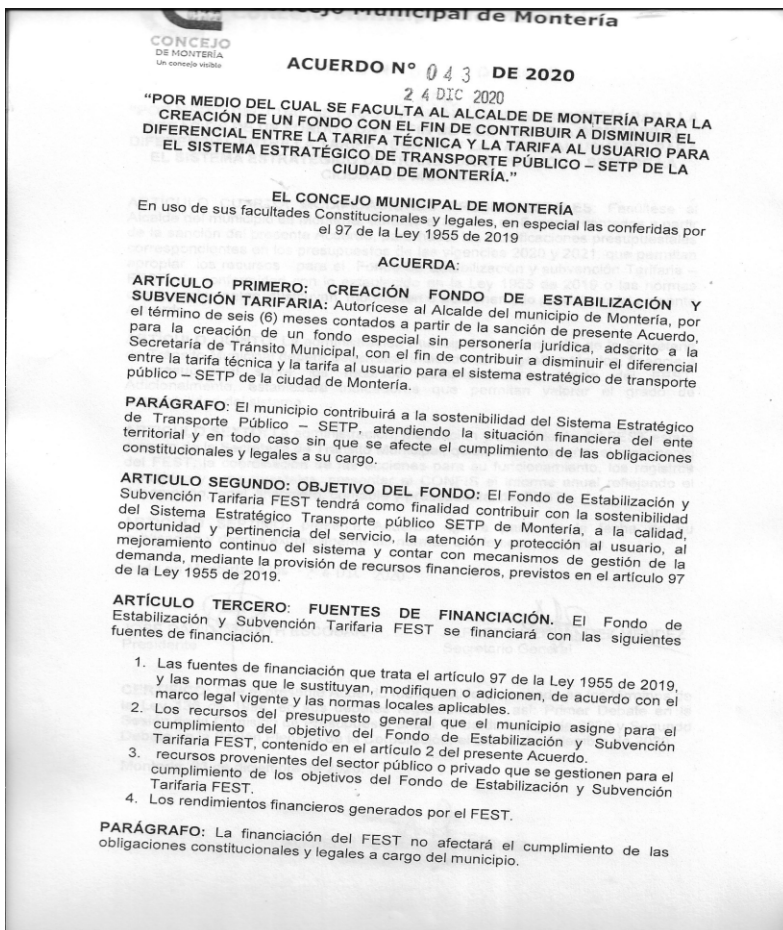 Concejo Municipal de Montería
CONCEJO
DE MONTERÍA
Un concejo visible
ACUERDO N° 043 DE 2020
24 DIC 2020
"POR MEDIO DEL CUAL SE FACULTA AL ALCALDE DE MONTERÍA PARA LA
CREACIÓN DE UN FONDO CON EL FIN DE CONTRIBUIR A DISMINUIR EL
DIFERENCIAL ENTRE LA TARIFA TÉCNICA Y LA TARIFA AL USUARIO PARA
EL SISTEMA ESTRATÉGICO DE TRANSPORTE PÚBLICO – SETP DE LA
CIUDAD DE MONTERÍA."
EL CONCEJO MUNICIPAL DE MONTERÍA
En uso de sus facultades Constitucionales y legales, en especial las conferidas por
el 97 de la Ley 1955 de 2019
ACUERDA:
ARTÍCULO PRIMERO: CREACIÓN FONDO DE ESTABILIZACIÓN Y
SUBVENCIÓN TARIFARIA: Autorícese al Alcalde del municipio de Montería, por
el término de seis (6) meses contados a partir de la sanción de presente Acuerdo,
para la creación de un fondo especial sin personería jurídica, adscrito a la
Secretaría de Tránsito Municipal, con el fin de contribuir a disminuir el diferencial
entre la tarifa técnica y la tarifa al usuario para el sistema estratégico de transporte
público – SETP de la ciudad de Montería.
PARÁGRAFO: El municipio contribuirá a la sostenibilidad del Sistema Estratégico
de Transporte Público – SETP, atendiendo la situación financiera del ente
territorial y en todo caso sin que se afecte el cumplimiento de las obligaciones
constitucionales y legales a su cargo.
ARTICULO SEGUNDO: OBJETIVO DEL FONDO: El Fondo de Estabilización y
Subvención Tarifaria FEST tendrá como finalidad contribuir con la sostenibilidad
del Sistema Estratégico Transporte público SETP de Montería, a la calidad,
oportunidad y pertinencia del servicio, la atención y protección al usuario, al
mejoramiento continuo del sistema y contar con mecanismos de gestión de la
demanda, mediante la provisión de recursos financieros, previstos en el artículo 97
de la Ley 1955 de 2019.
ARTÍCULO TERCERO: FUENTES DE FINANCIACIÓN. El Fondo de
Estabilización y Subvención Tarifaria FEST se financiará con las siguientes
fuentes de financiación.
1. Las fuentes de financiación que trata el artículo 97 de la Ley 1955 de 2019,
y las normas que le sustituyan, modifiquen o adicionen, de acuerdo con el
marco legal vigente y las normas locales aplicables.
2. Los recursos del presupuesto general que el municipio asigne para el
cumplimiento del objetivo del Fondo de Estabilización y Subvención
Tarifaria FEST, contenido en el artículo 2 del presente Acuerdo.
3. recursos provenientes del sector público o privado que se gestionen para el
cumplimiento de los objetivos del Fondo de Estabilización y Subvención
Tarifaria FEST.
4. Los rendimientos financieros generados por el FEST.
PARÁGRAFO: La financiación del FEST no afectará el cumplimiento de las
obligaciones constitucionales y legales a cargo del municipio.